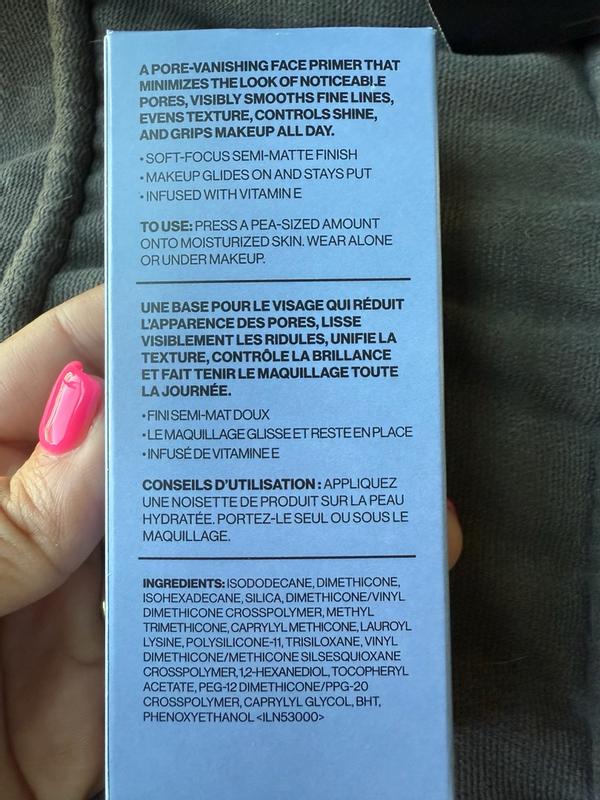 A PORE-VANISHING FACE PRIMER THAT
MINIMIZES THE LOOK OF NOTICEABLE
PORES, VISIBLY SMOOTHS FINE LINES,
EVENS TEXTURE, CONTROLS SHINE,
AND GRIPS MAKEUP ALL DAY.
• SOFT-FOCUS SEMI-MATTE FINISH
• MAKEUP GLIDES ON AND STAYS PUT
• INFUSED WITH VITAMIN E
TO USE: PRESS A PEA-SIZED AMOUNT
ONTO MOISTURIZED SKIN. WEAR ALONE
OR UNDER MAKEUP.
UNE BASE POUR LE VISAGE QUI RÉDUIT
L'APPARENCE DES PORES, LISSE
VISIBLEMENT LES RIDULES, UNIFIE LA
TEXTURE, CONTRÔLE LA BRILLANCE
ET FAIT TENIR LE MAQUILLAGE TOUTE
LA JOURNÉE.
• FINI SEMI-MAT DOUX
• LE MAQUILLAGE GLISSE ET RESTE EN PLACE
• INFUSÉ DE VITAMINE E
CONSEILS D'UTILISATION : APPLIQUEZ
UNE NOISETTE DE PRODUIT SUR LA PEAU
HYDRATÉE. PORTEZ-LE SEUL OU SOUS LE
MAQUILLAGE.
INGREDIENTS: ISODODECANE, DIMETHICONE,
ISOHEXADECANE, SILICA, DIMETHICONE/VINYL
DIMETHICONE CROSSPOLYMER, METHYL
TRIMETHICONE, CAPRYLYL METHICONE, LAUROYL
LYSINE, POLYSILICONE-11, TRISILOXANE, VINYL
DIMETHICONE/METHICONE SILSESQUIOXANE
CROSSPOLYMER, 1,2-HEXANEDIOL, TOCOPHERYL
ACETATE, PEG-12 DIMETHICONE/PPG-20
CROSSPOLYMER, CAPRYLYL GLYCOL, BHT,
PHENOXYETHANOL <ILN53000>